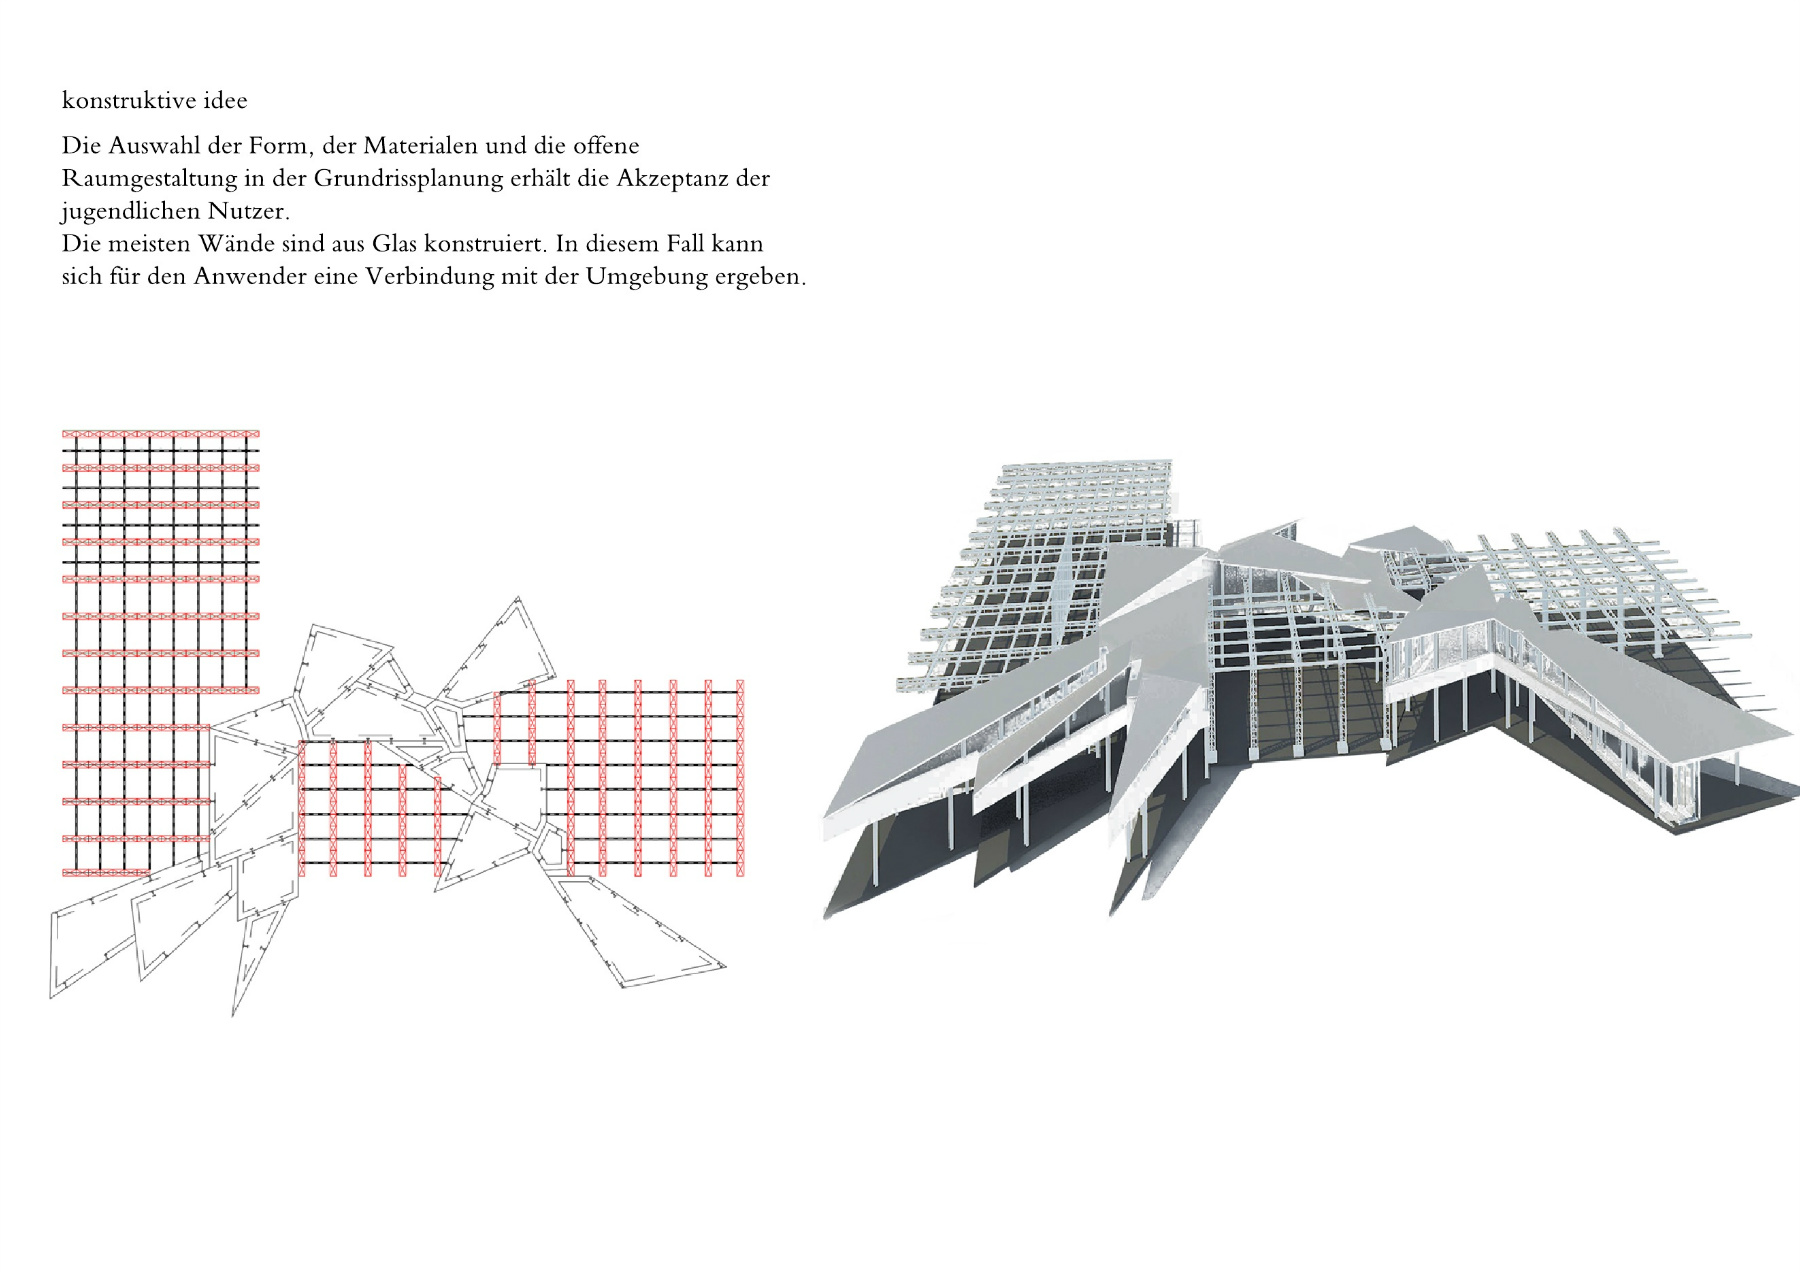 konstruktive idee
Die Auswahl der Form, der Materialen und die offene
Raumgestaltung in der Grundrissplanung erhält die Akzeptanz der
jugendlichen Nutzer.
Die meisten Wände sind aus Glas konstruiert. In diesem Fall kann
sich für den Anwender eine Verbindung mit der Umgebung ergeben.